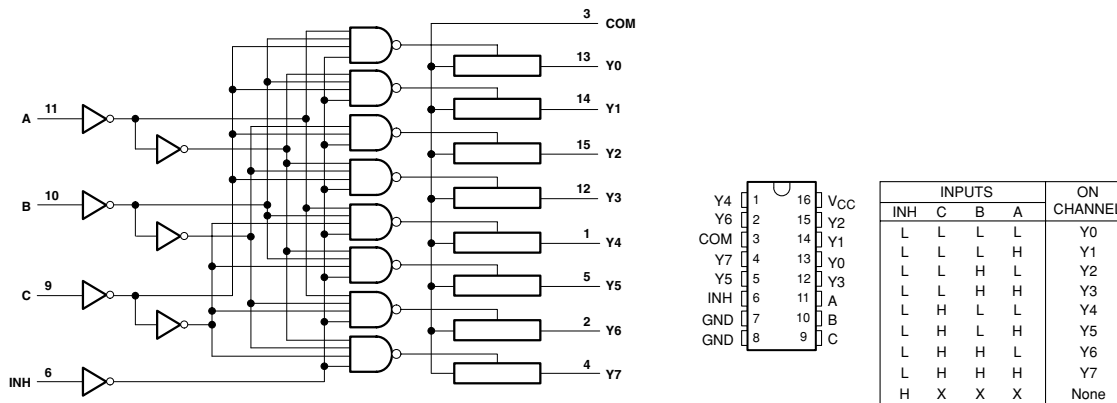 3 COM
13 Y0
14 Y1
A 11
15 Y2
12 Y3
B 10
1 Y4
5 Y5
C 9
2 Y6
INH 6
4 Y7
Y4 1 16 VCC
Y6 2 15 Y2
COM 3 14 Y1
Y7 4 13 Y0
Y5 5 12 Y3
INH 6 11 A
GND 7 10 B
GND 8 9 C
INPUTS ON CHANNEL
INH C B A
L L L L Y0
L L L H Y1
L L H L Y2
L L H H Y3
L H L L Y4
L H L H Y5
L H H L Y6
L H H H Y7
H X X X None